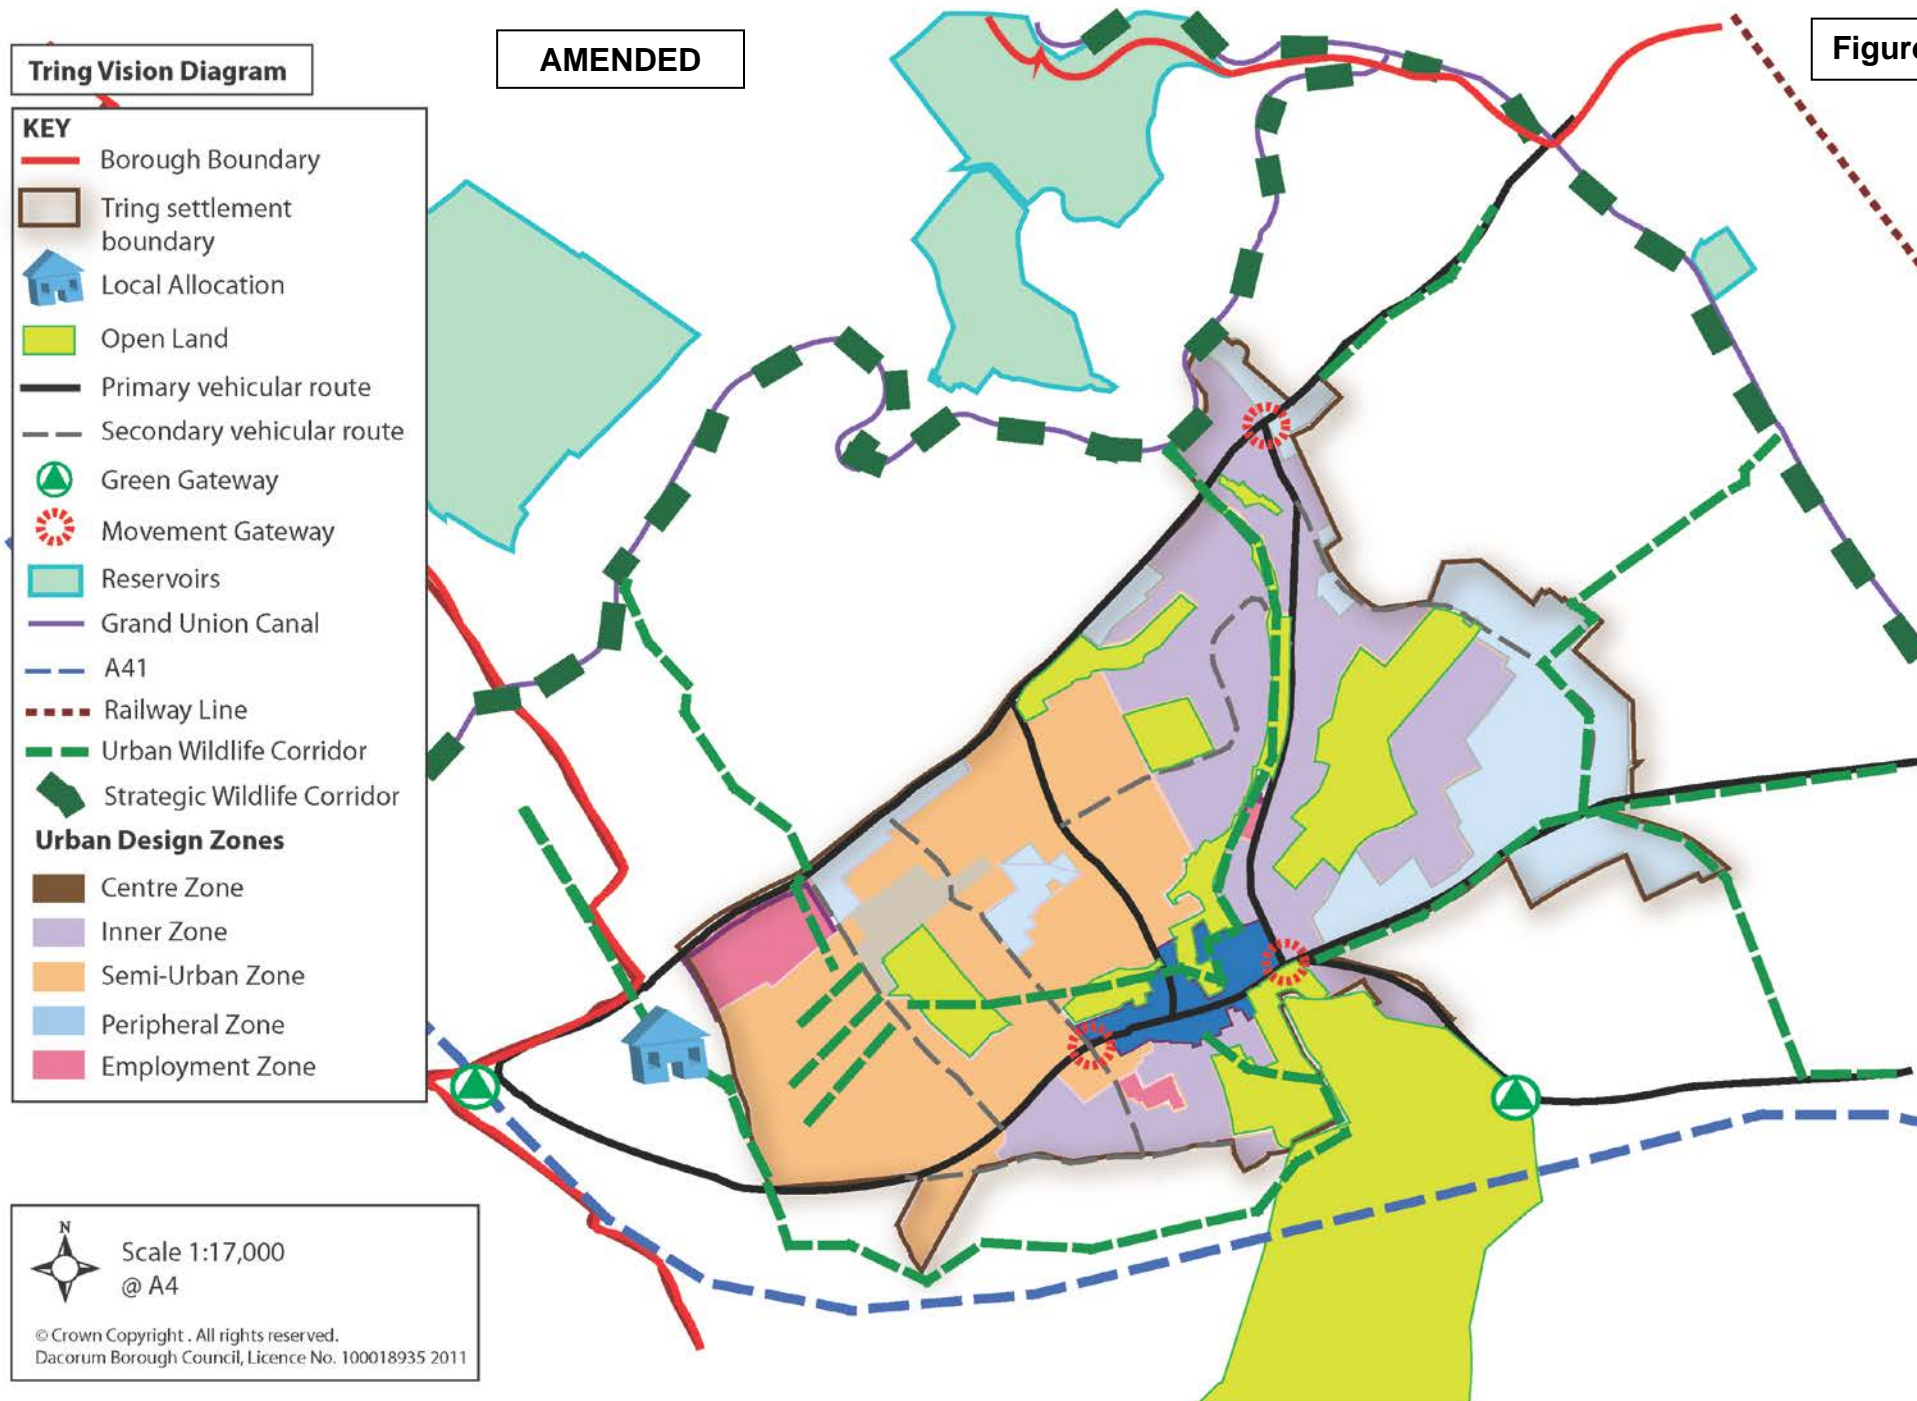 Tring Vision Diagram
AMENDED
Figure
KEY
Borough Boundary
Tring settlement
boundary
Local Allocation
Open Land
Primary vehicular route
Secondary vehicular route
Green Gateway
Movement Gateway
Reservoirs
Grand Union Canal
A41
Railway Line
Urban Wildlife Corridor
Strategic Wildlife Corridor
Urban Design Zones
Centre Zone
Inner Zone
Semi-Urban Zone
Peripheral Zone
Employment Zone
N
Scale 1:17,000
@ A4
© Crown Copyright . All rights reserved.
Dacorum Borough Council, Licence No. 100018935 2011